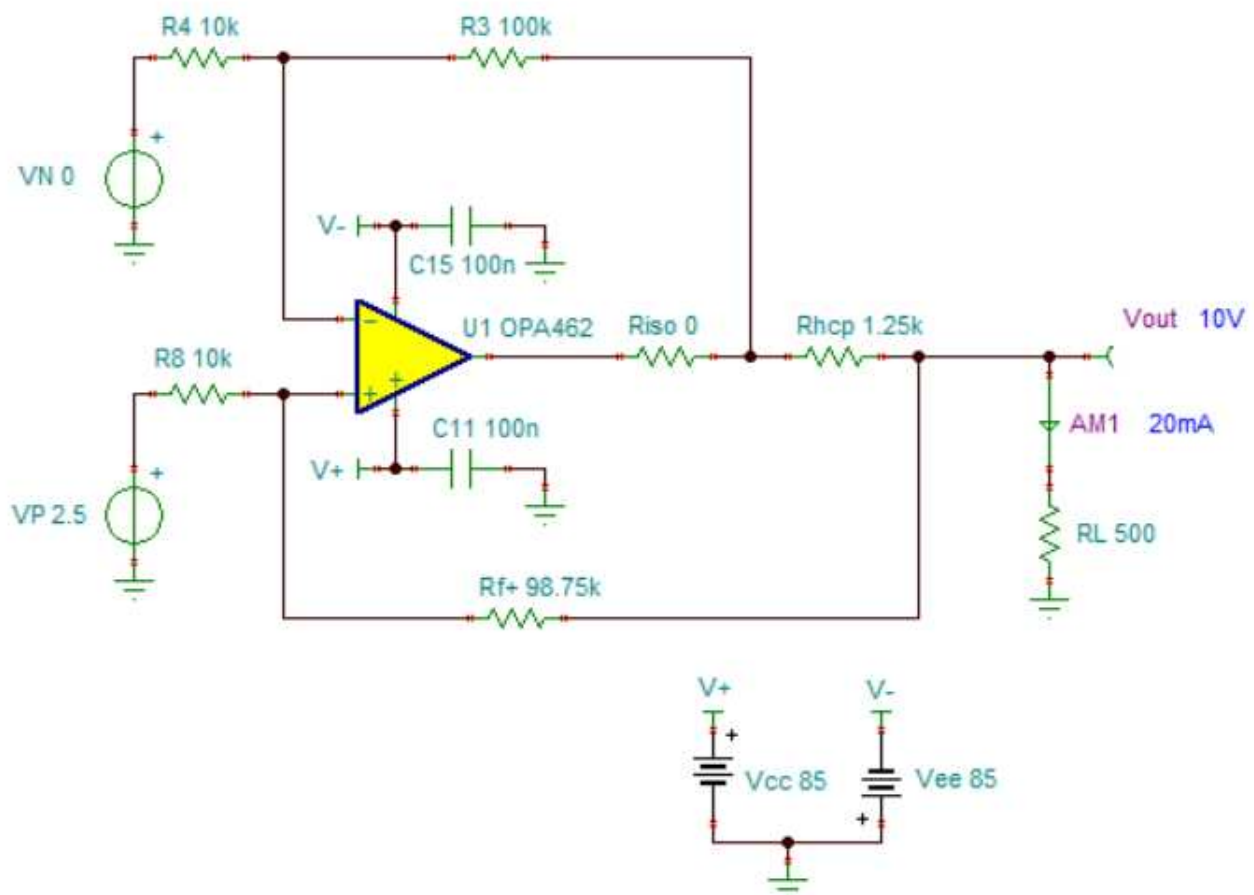 R4 10k
R3 100k
+
VN 0
V-
C15 100n
U1 OPA462
Riso 0
Rhcp 1.25k
Vout 10V
R8 10k
−
+
+
C11 100n
AM1 20mA
V+
+
VP 2.5
RL 500
Rf+ 98.75k
V+
V-
+
Vcc 85
Vee 85
+